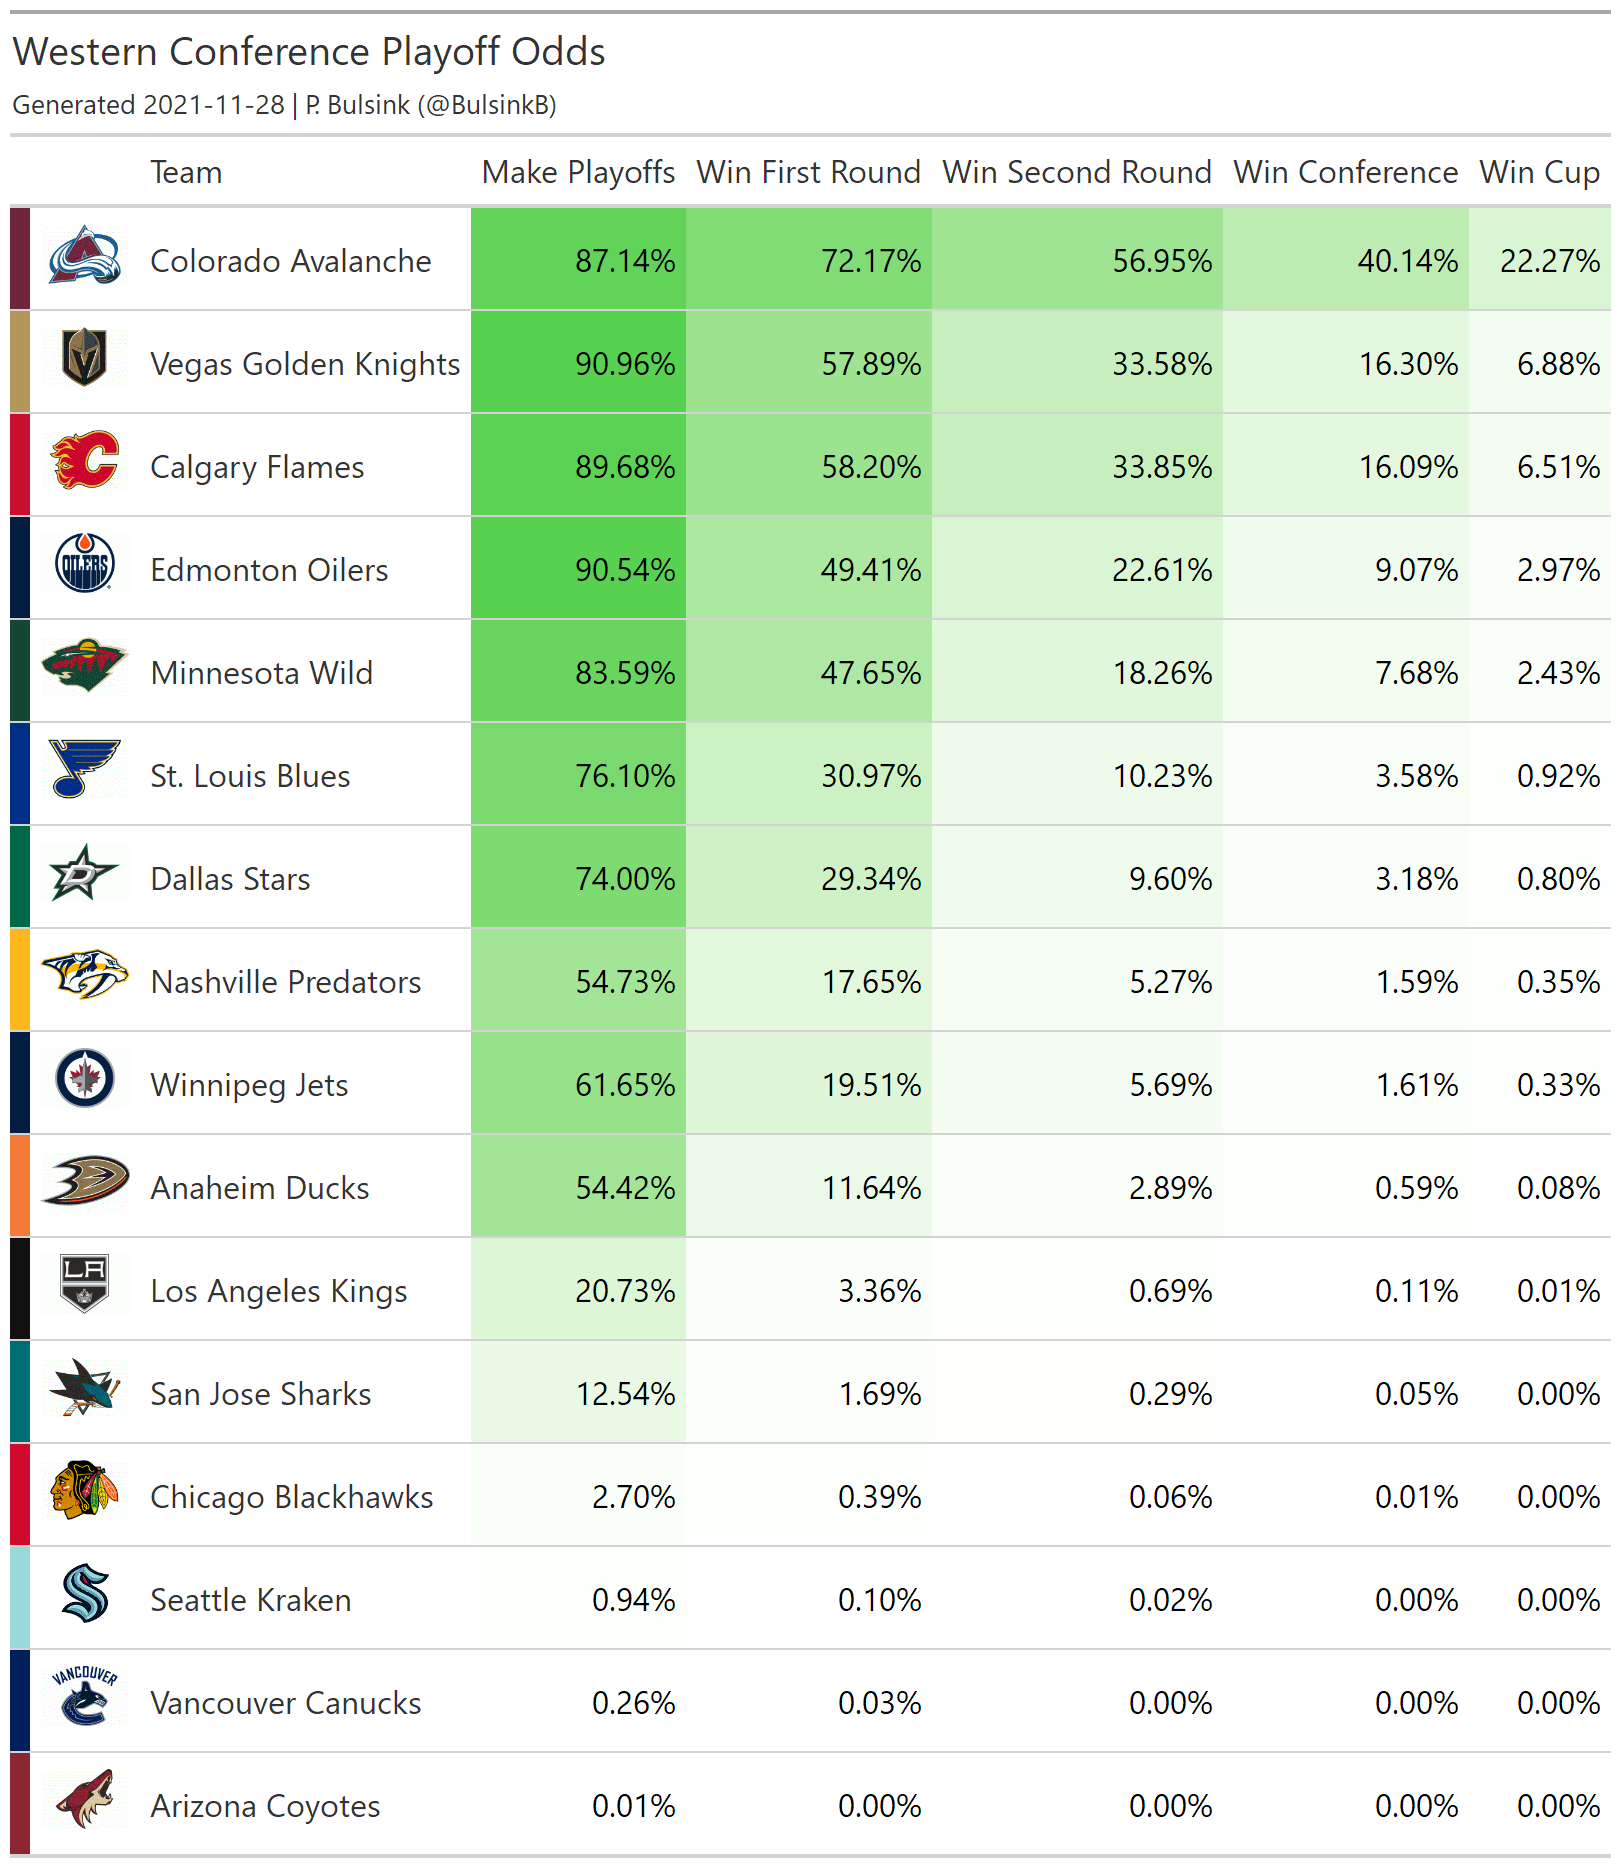 Western Conference Playoff Odds
Generated 2021-11-28 | P. Bulsink (@BulsinkB)
Team Make Playoffs Win First Round Win Second Round Win Conference Win Cup
Colorado Avalanche 87.14% 72.17% 56.95% 40.14% 22.27%
Vegas Golden Knights 90.96% 57.89% 33.58% 16.30% 6.88%
Calgary Flames 89.68% 58.20% 33.85% 16.09% 6.51%
OILERS Edmonton Oilers 90.54% 49.41% 22.61% 9.07% 2.97%
Minnesota Wild 83.59% 47.65% 18.26% 7.68% 2.43%
St. Louis Blues 76.10% 30.97% 10.23% 3.58% 0.92%
Dallas Stars 74.00% 29.34% 9.60% 3.18% 0.80%
Nashville Predators 54.73% 17.65% 5.27% 1.59% 0.35%
Winnipeg Jets 61.65% 19.51% 5.69% 1.61% 0.33%
Anaheim Ducks 54.42% 11.64% 2.89% 0.59% 0.08%
LA Los Angeles Kings 20.73% 3.36% 0.69% 0.11% 0.01%
San Jose Sharks 12.54% 1.69% 0.29% 0.05% 0.00%
Chicago Blackhawks 2.70% 0.39% 0.06% 0.01% 0.00%
Seattle Kraken 0.94% 0.10% 0.02% 0.00% 0.00%
VANCOUVER Vancouver Canucks 0.26% 0.03% 0.00% 0.00% 0.00%
Arizona Coyotes 0.01% 0.00% 0.00% 0.00% 0.00%